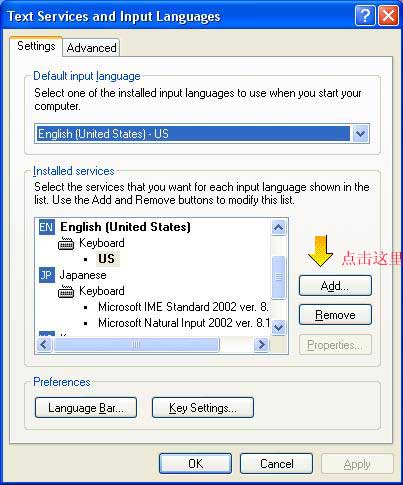 Text Services and Input Languages
Settings
Advanced
Default input language
Select one of the installed input languages to use when you start your
computer.
English (United States) - US
Installed services
Select the services that you want for each input language shown in the
list. Use the Add and Remove buttons to modify this list.
EN English (United States)
Keyboard
• US
JP Japanese
Keyboard
• Microsoft IME Standard 2002 ver. 8.
• Microsoft Natural Input 2002 ver. 8.1
点击这里
Add...
Remove
Properties...
Preferences
Language Bar...
Key Settings...
OK
Cancel
Apply